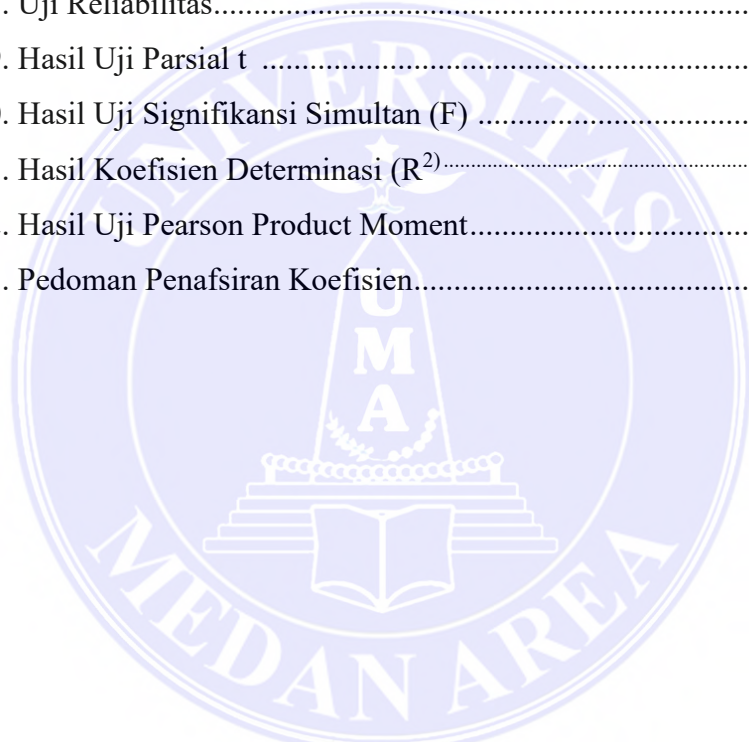 . Uji Reliabilitas..............................................................................
. Hasil Uji Parsial t ........................................................................
. Hasil Uji Signifikansi Simultan (F) ........................................
. Hasil Koefisien Determinasi (R²)................................................
. Hasil Uji Pearson Product Moment..........................................
. Pedoman Penafsiran Koefisien..................................................
UNIVERSITAS
U
M
A
MEDAN AREA